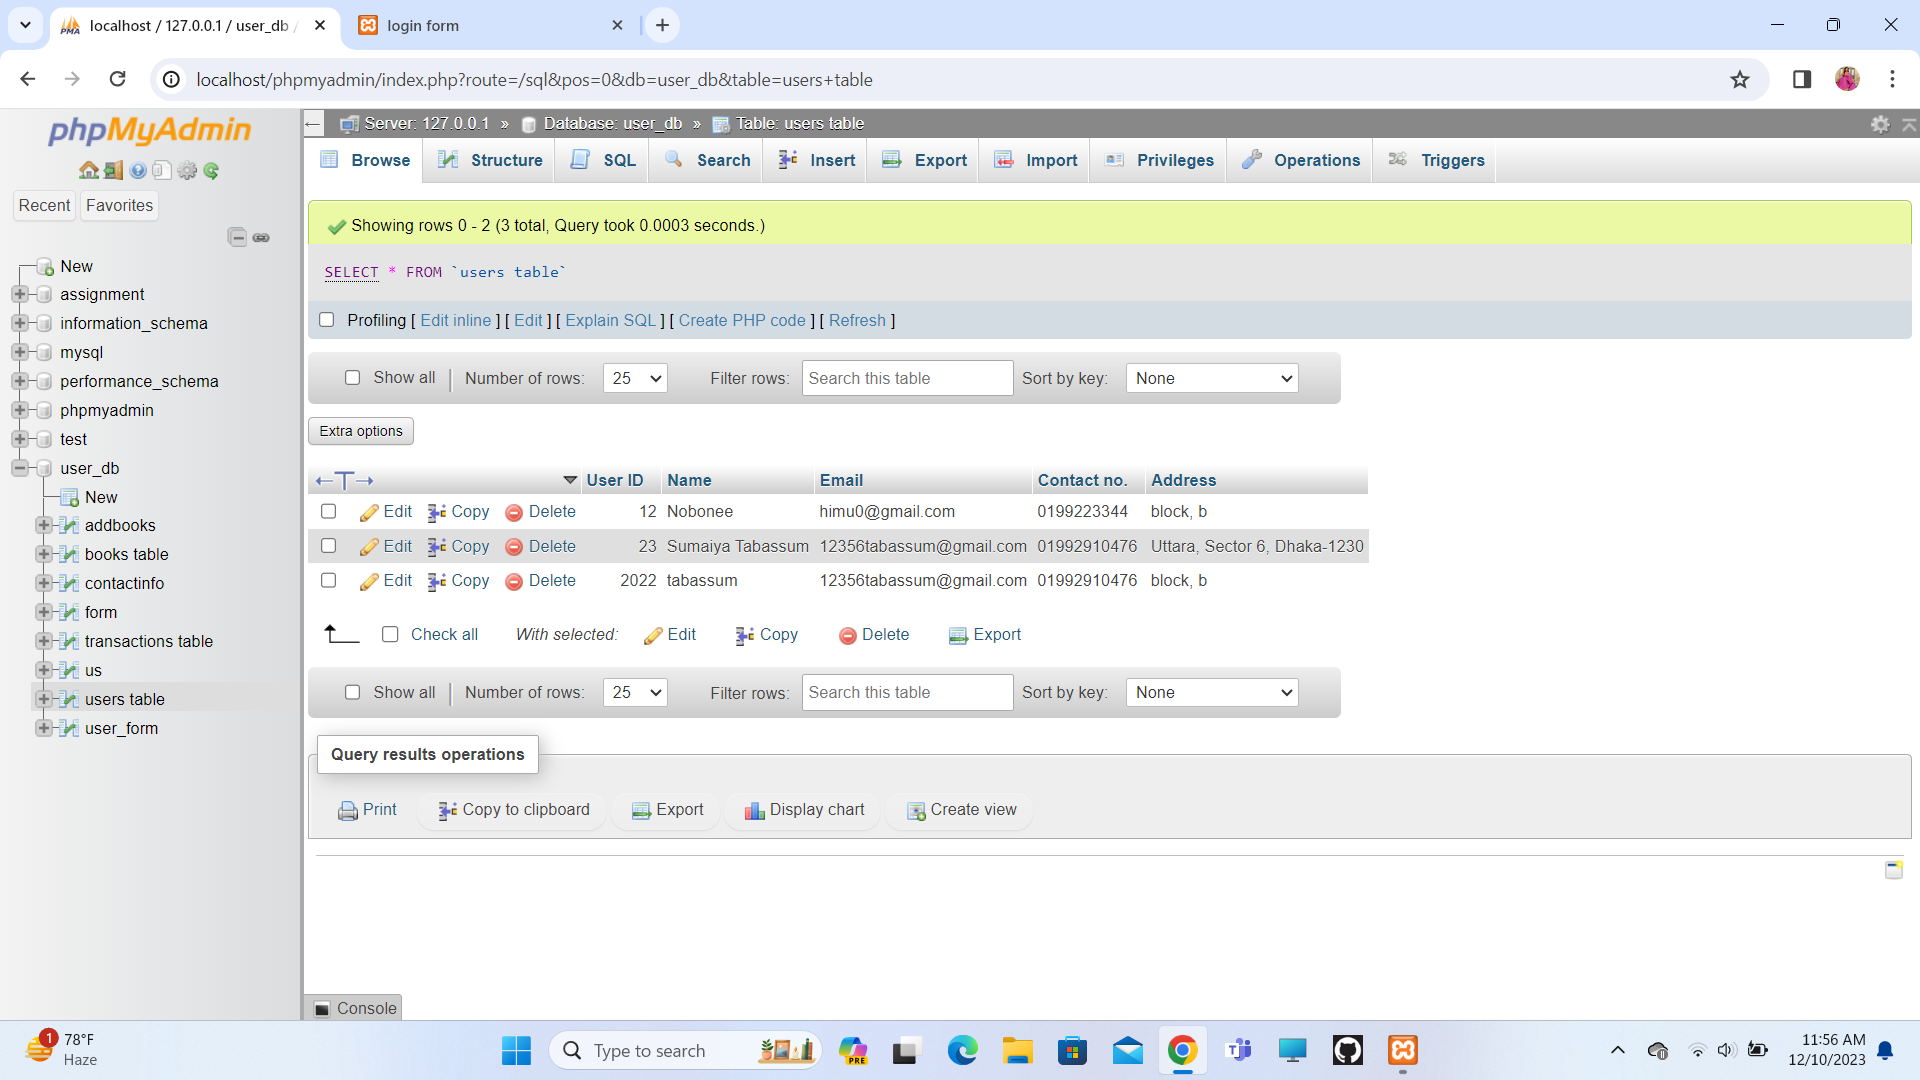 localhost / 127.0.0.1 / user_db /
login form
localhost/phpmyadmin/index.php?route=/sql&pos=0&db=user_db&table=users+table
phpMyAdmin
Recent Favorites
New
assignment
information_schema
mysql
performance_schema
phpmyadmin
test
user_db
New
addbooks
books table
contactinfo
form
transactions table
us
users table
user_form
Server: 127.0.0.1 » Database: user_db » Table: users table
Browse Structure SQL Search Insert Export Import Privileges Operations Triggers
Showing rows 0 - 2 (3 total, Query took 0.0003 seconds.)
SELECT * FROM `users table`
Profiling [ Edit inline ] [ Edit ] [ Explain SQL ] [ Create PHP code ] [ Refresh ]
Show all Number of rows: 25 Filter rows: Search this table Sort by key: None
Extra options
User ID Name Email Contact no. Address
Edit Copy Delete 12 Nobonee himu0@gmail.com 0199223344 block, b
Edit Copy Delete 23 Sumaiya Tabassum 12356tabassum@gmail.com 01992910476 Uttara, Sector 6, Dhaka-1230
Edit Copy Delete 2022 tabassum 12356tabassum@gmail.com 01992910476 block, b
Check all With selected: Edit Copy Delete Export
Show all Number of rows: 25 Filter rows: Search this table Sort by key: None
Query results operations
Print Copy to clipboard Export Display chart Create view
Console
1
78°F
Haze
Type to search
PRE
11:56 AM
12/10/2023